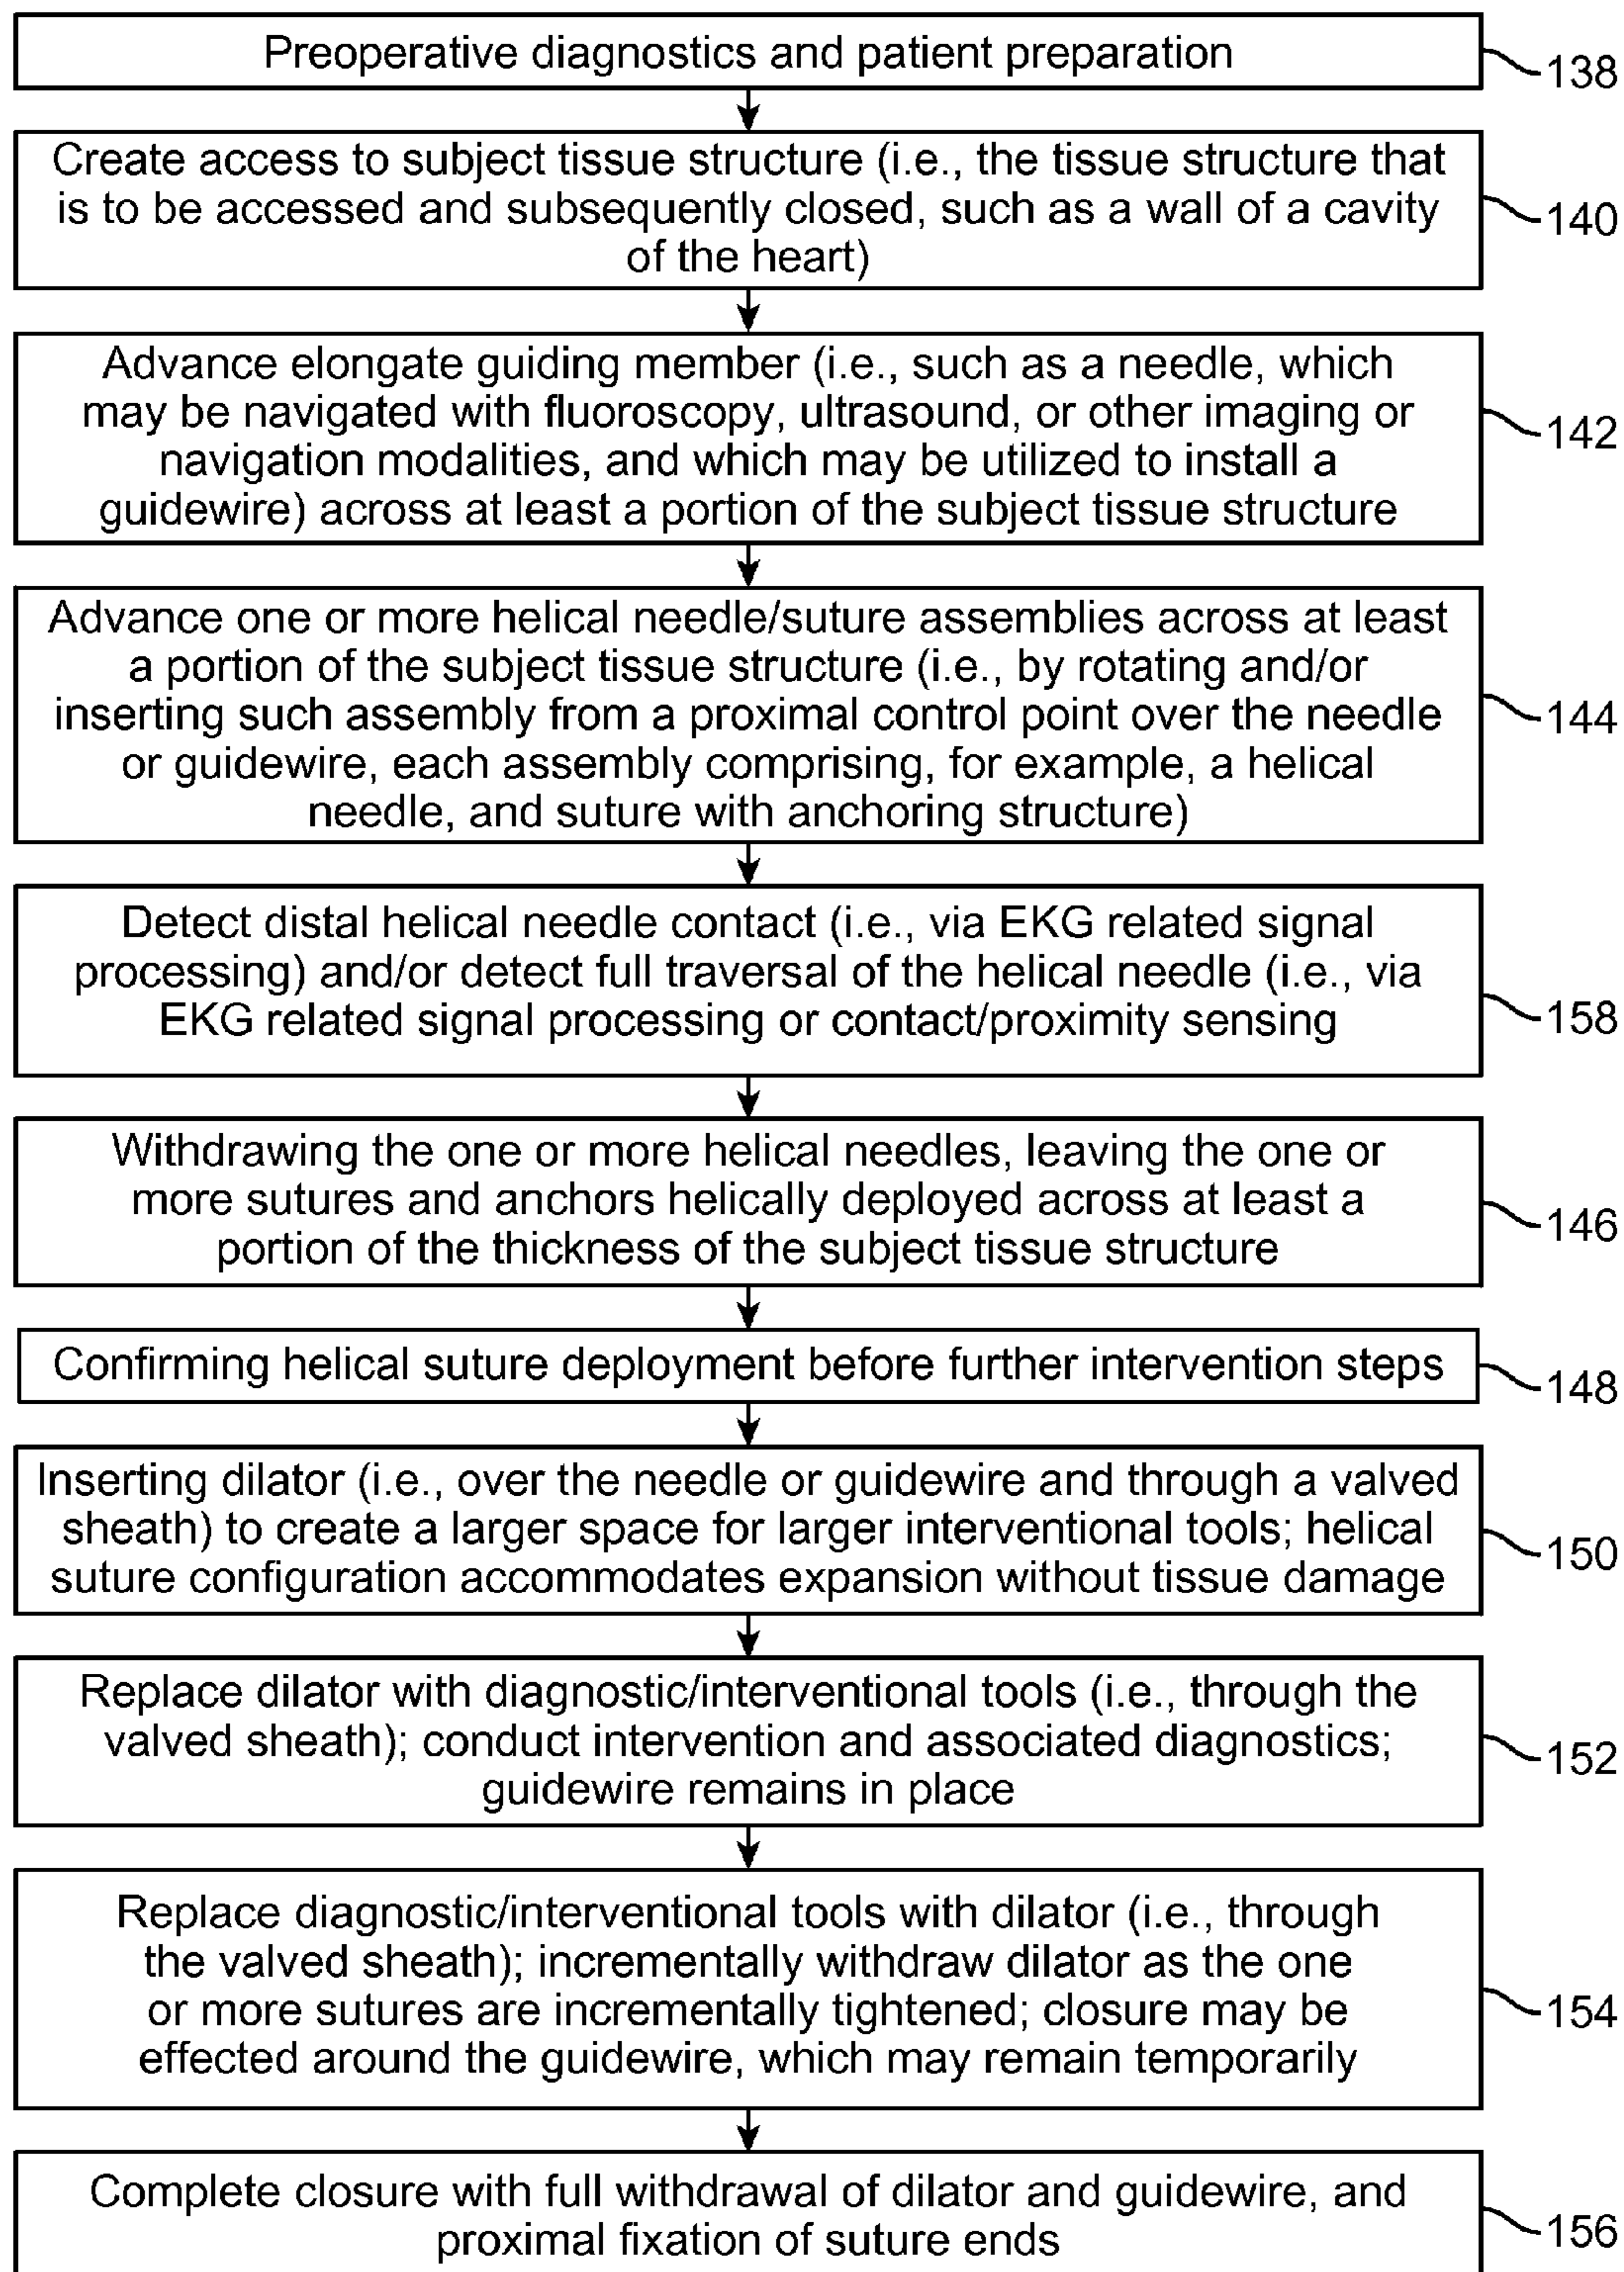 Preoperative diagnostics and patient preparation
138
Create access to subject tissue structure (i.e., the tissue structure that
is to be accessed and subsequently closed, such as a wall of a cavity
of the heart)
140
Advance elongate guiding member (i.e., such as a needle, which
may be navigated with fluoroscopy, ultrasound, or other imaging or
navigation modalities, and which may be utilized to install a
guidewire) across at least a portion of the subject tissue structure
142
Advance one or more helical needle/suture assemblies across at least
a portion of the subject tissue structure (i.e., by rotating and/or
inserting such assembly from a proximal control point over the needle
or guidewire, each assembly comprising, for example, a helical
needle, and suture with anchoring structure)
144
Detect distal helical needle contact (i.e., via EKG related signal
processing) and/or detect full traversal of the helical needle (i.e., via
EKG related signal processing or contact/proximity sensing
158
Withdrawing the one or more helical needles, leaving the one or
more sutures and anchors helically deployed across at least a
portion of the thickness of the subject tissue structure
146
Confirming helical suture deployment before further intervention steps
148
Inserting dilator (i.e., over the needle or guidewire and through a valved
sheath) to create a larger space for larger interventional tools; helical
suture configuration accommodates expansion without tissue damage
150
Replace dilator with diagnostic/interventional tools (i.e., through the
valved sheath); conduct intervention and associated diagnostics;
guidewire remains in place
152
Replace diagnostic/interventional tools with dilator (i.e., through
the valved sheath); incrementally withdraw dilator as the one
or more sutures are incrementally tightened; closure may be
effected around the guidewire, which may remain temporarily
154
Complete closure with full withdrawal of dilator and guidewire, and
proximal fixation of suture ends
156